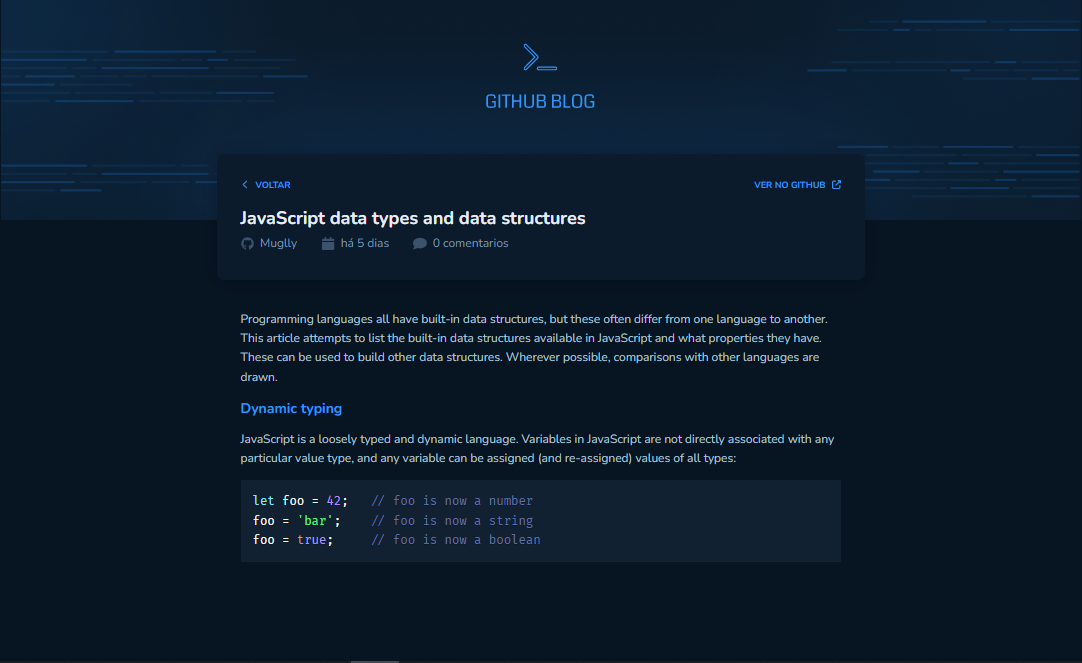 GITHUB BLOG
VOLTAR
VER NO GITHUB
JavaScript data types and data structures
Muglly
há 5 dias
0 comentarios
Programming languages all have built-in data structures, but these often differ from one language to another.
This article attempts to list the built-in data structures available in JavaScript and what properties they have.
These can be used to build other data structures. Wherever possible, comparisons with other languages are
drawn.
Dynamic typing
JavaScript is a loosely typed and dynamic language. Variables in JavaScript are not directly associated with any
particular value type, and any variable can be assigned (and re-assigned) values of all types:
let foo = 42;   // foo is now a number
foo = 'bar';    // foo is now a string
foo = true;     // foo is now a boolean